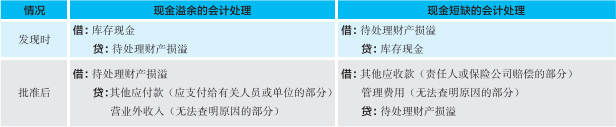 情况 现金溢余的会计处理 现金短缺的会计处理
发现时
借：库存现金
贷：待处理财产损溢
借：待处理财产损溢
贷：库存现金
批准后
借：待处理财产损溢
贷：其他应付款（应支付给有关人员或单位的部分）
营业外收入（无法查明原因的部分）
借：其他应收款（责任人或保险公司赔偿的部分）
管理费用（无法查明原因的部分）
贷：待处理财产损溢